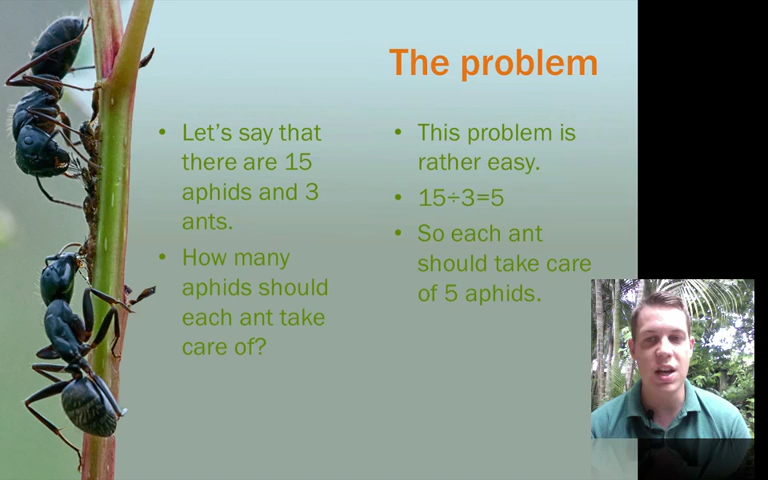 The problem
• Let's say that
there are 15
aphids and 3
ants.
• How many
aphids should
each ant take
care of?
• This problem is
rather easy.
• 15÷3=5
• So each ant
should take care
of 5 aphids.